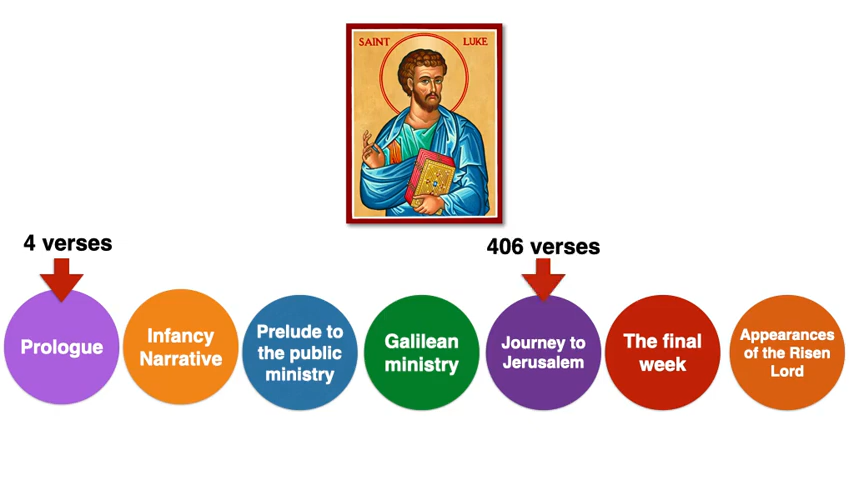 SAINT LUKE
4 verses
406 verses
Prologue
Infancy
Narrative
Prelude to
the public
ministry
Galilean
ministry
Journey to
Jerusalem
The final
week
Appearances
of the Risen
Lord